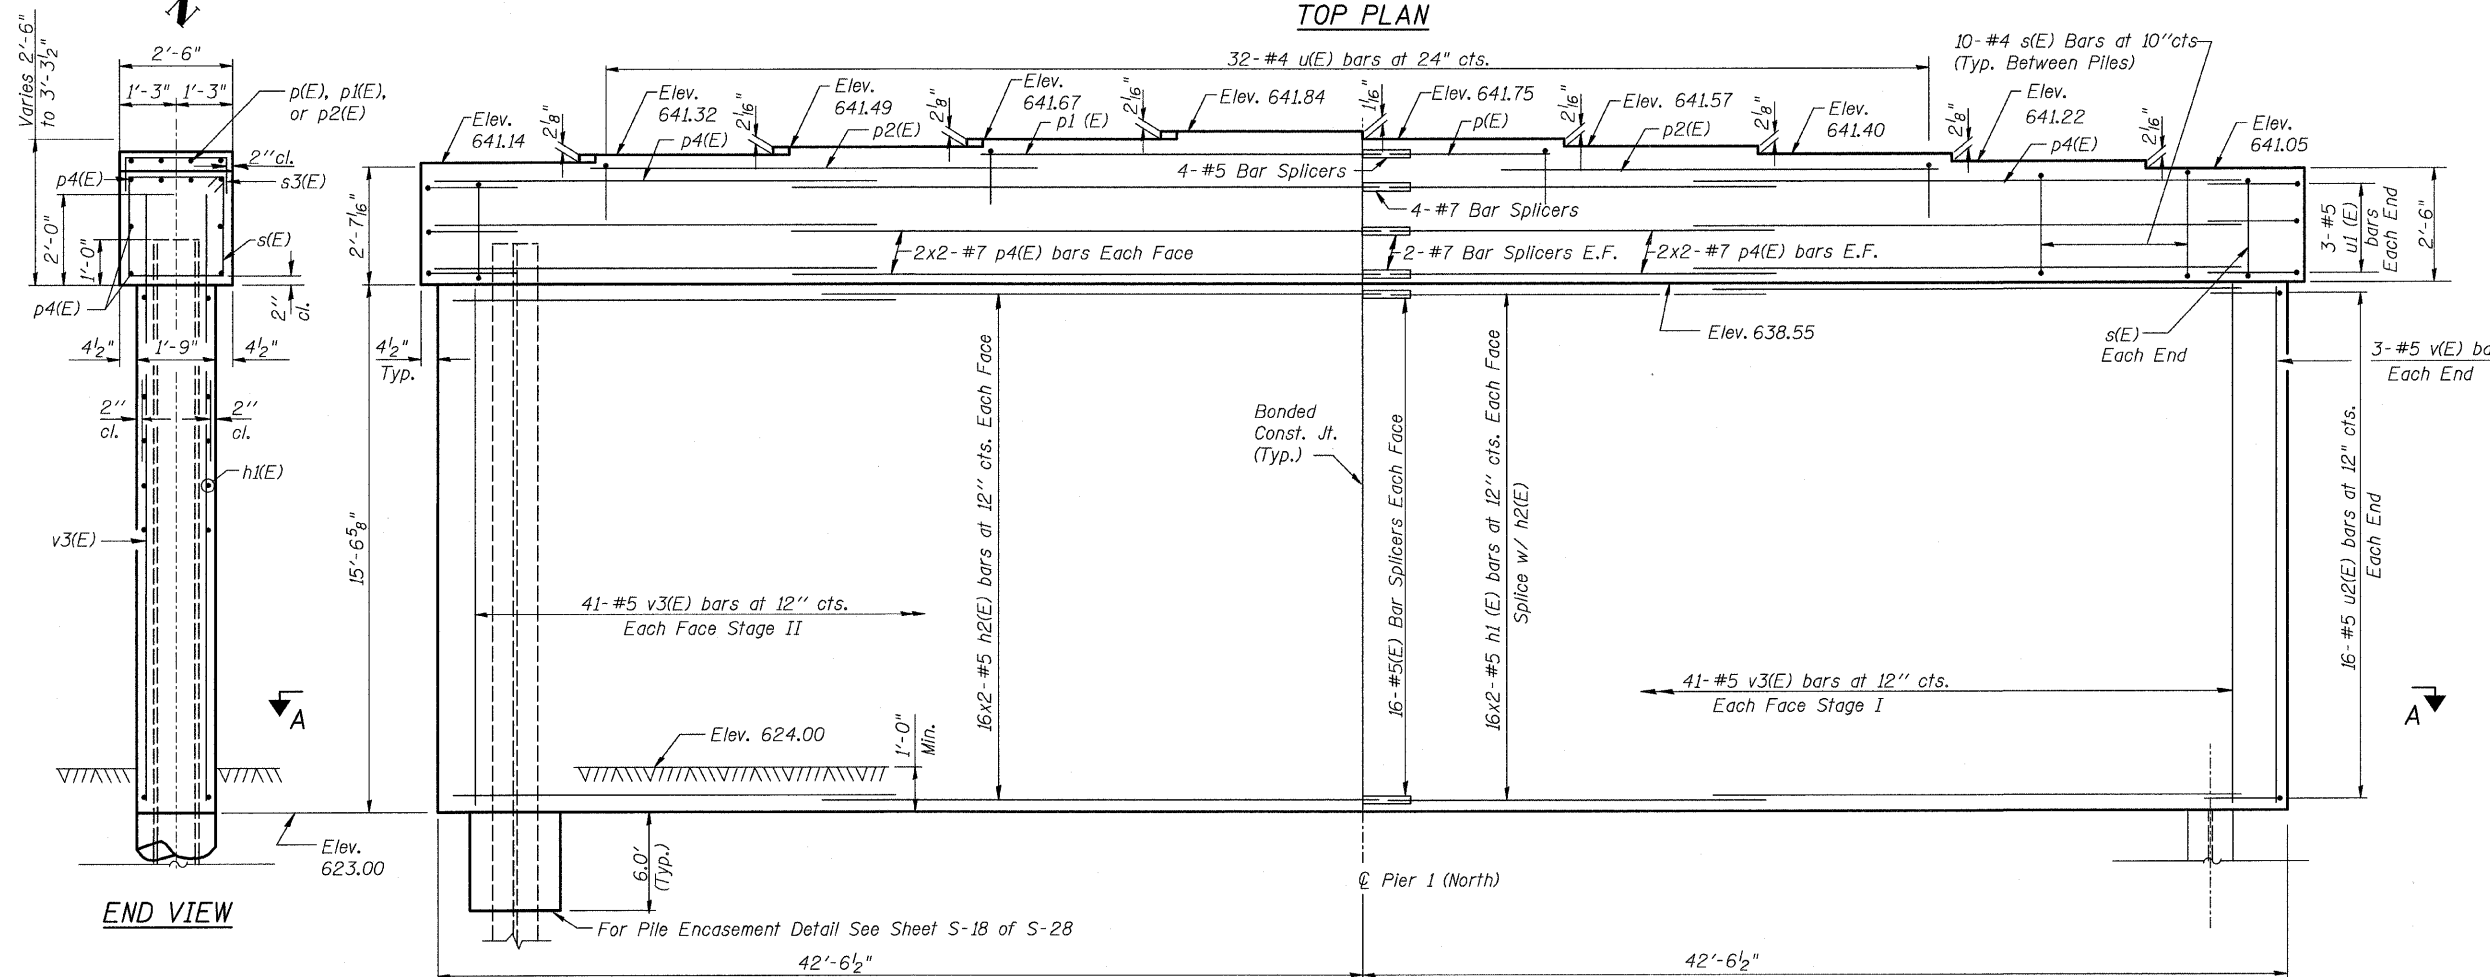 TOP PLAN
N
Varies 2'-6"
to 3'-3½"
2'-6"
1'-3"
1'-3"
p(E), p1(E),
or p2(E)
2" cl.
p4(E)
s3(E)
2'-0"
1'-0"
s(E)
p4(E)
2"
cl.
4½"
1'-9"
4½"
2"
cl.
2"
cl.
h1(E)
v3(E)
A
Elev.
623.00
END VIEW
32-#4 u(E) bars at 24" cts.
10-#4 s(E) Bars at 10"cts
(Typ. Between Piles)
Elev.
641.14
2⅛"
Elev.
641.32
2 1/16"
Elev.
641.49
2⅛"
Elev.
641.67
2 1/16"
Elev. 641.84
1 1/16"
Elev. 641.75
2 1/16"
Elev. 641.57
2⅛"
Elev.
641.40
2⅛"
Elev.
641.22
2 1/16"
Elev.
641.05
p4(E)
p2(E)
p1 (E)
p(E)
p2(E)
p4(E)
4-#5 Bar Splicers
4-#7 Bar Splicers
2'-7 1/16"
2x2-#7 p4(E) bars Each Face
2-#7 Bar Splicers E.F.
2x2-#7 p4(E) bars E.F.
3-#5
u1 (E)
bars
Each End
2'-6"
4½"
Typ.
Elev. 638.55
s(E)
Each End
3-#5 v(E) ba
Each End
15'-6⅝"
16x2-#5 h2(E) bars at 12" cts. Each Face
Bonded
Const. Jt.
(Typ.)
16-#5(E) Bar Splicers Each Face
16x2-#5 h1 (E) bars at 12" cts. Each Face
Splice w/ h2(E)
16-#5 u2(E) bars at 12" cts.
Each End
41-#5 v3(E) bars at 12" cts.
Each Face Stage II
41-#5 v3(E) bars at 12" cts.
Each Face Stage I
A
Elev. 624.00
1'-0"
Min.
6.0'
(Typ.)
℄ Pier 1 (North)
For Pile Encasement Detail See Sheet S-18 of S-28
42'-6½"
42'-6½"